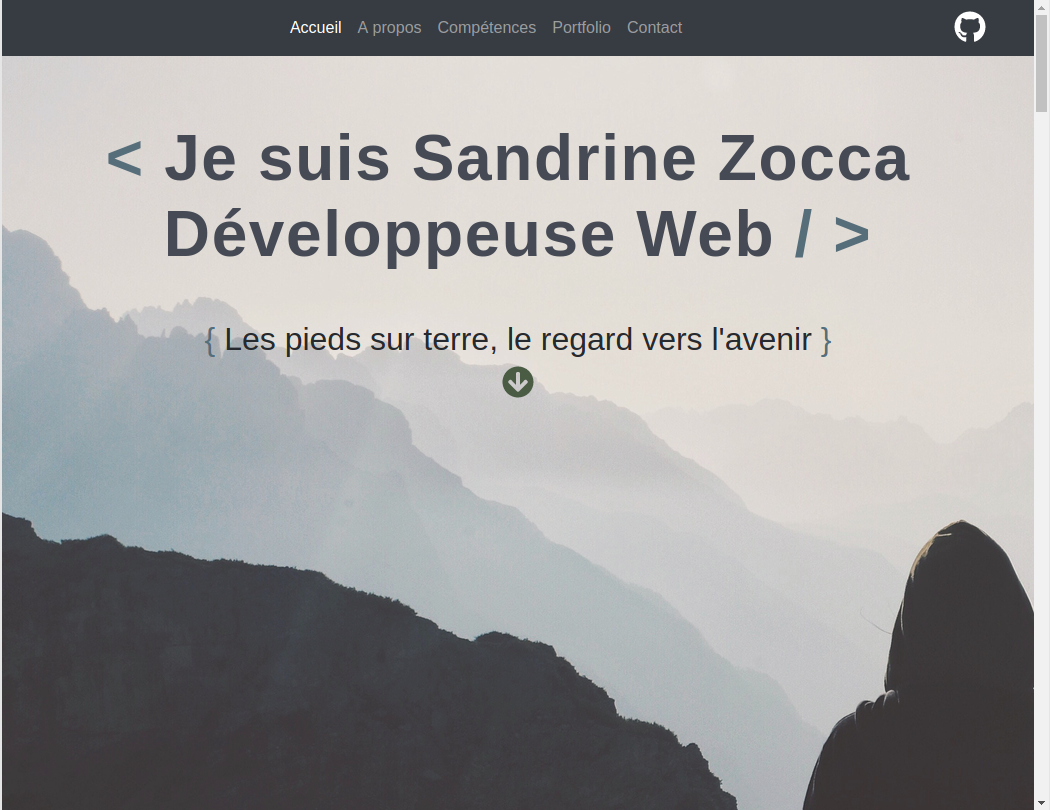 Accueil A propos Compétences Portfolio Contact
< Je suis Sandrine Zocca
Développeuse Web / >
{ Les pieds sur terre, le regard vers l'avenir }